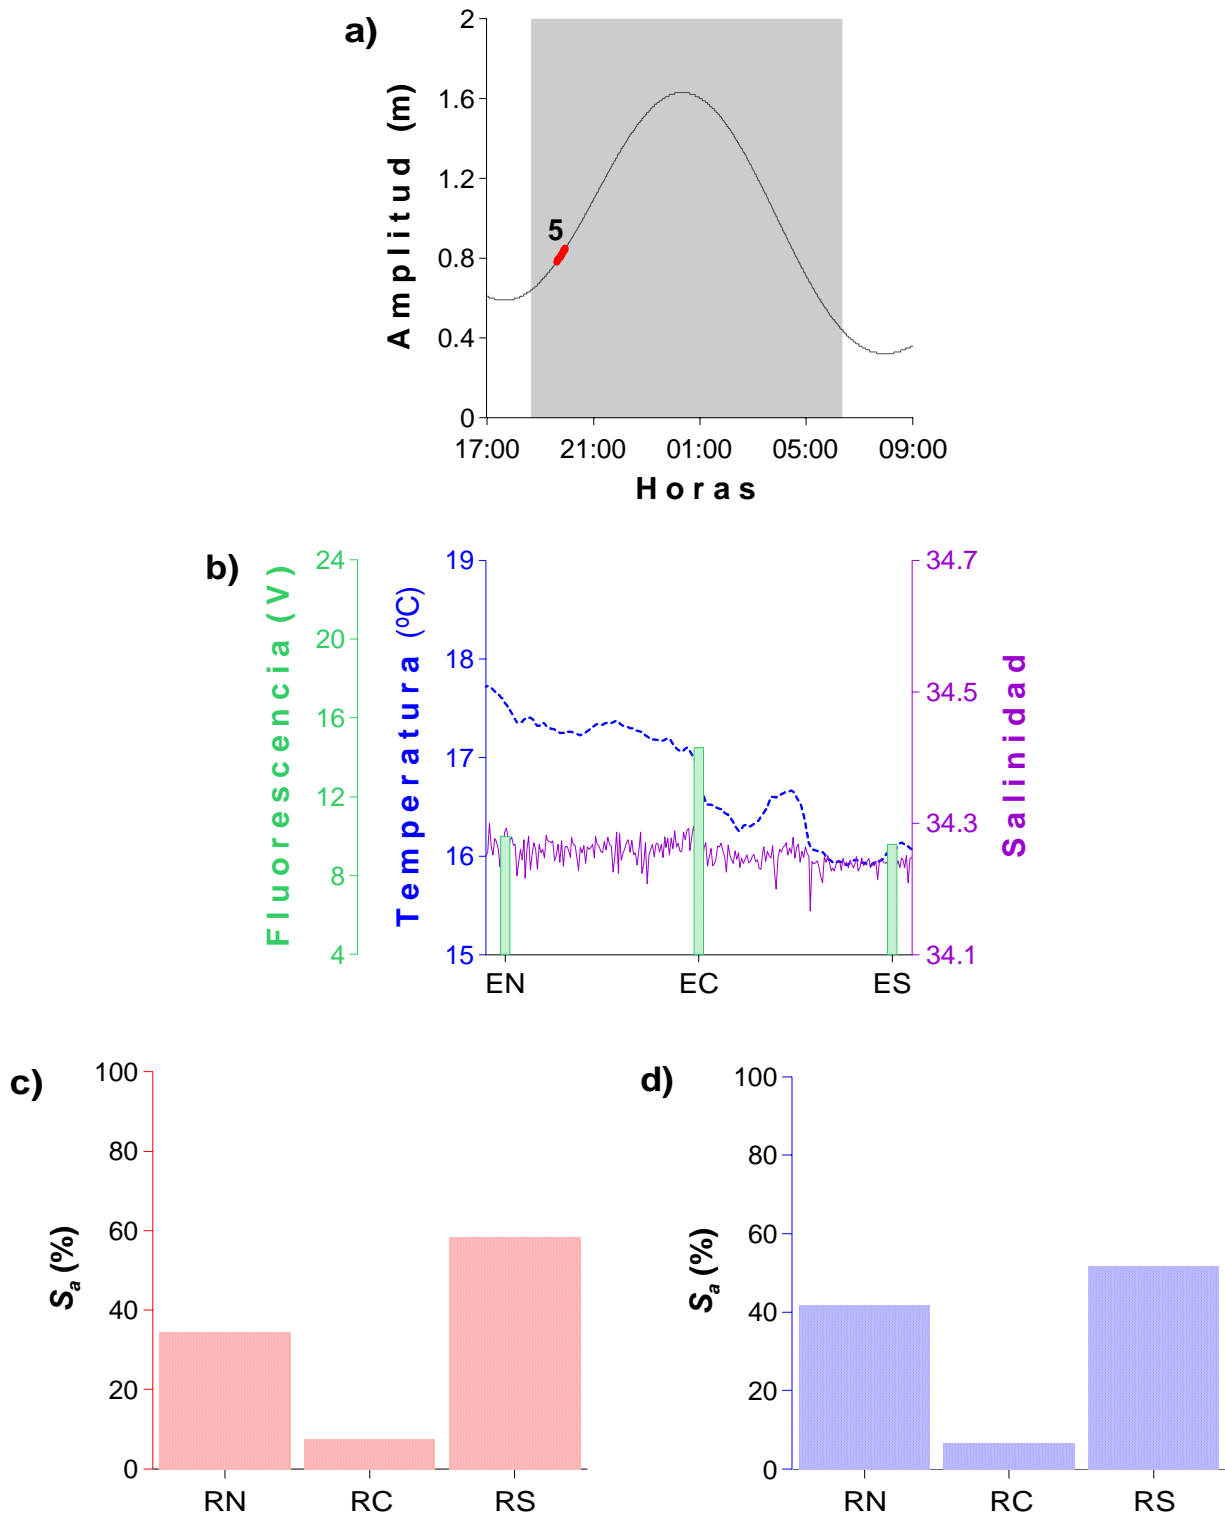 a)
Amplitud (m)
2
1.6
1.2
0.8
0.4
0
5
17:00 21:00 01:00 05:00 09:00
Horas
b)
Fluorescencia (V)
24
20
16
12
8
4
Temperatura (ºC)
19
18
17
16
15
34.7
34.5
34.3
34.1
Salinidad
EN EC ES
c)
Sa (%)
100
80
60
40
20
0
RN RC RS
d)
Sa (%)
100
80
60
40
20
0
RN RC RS